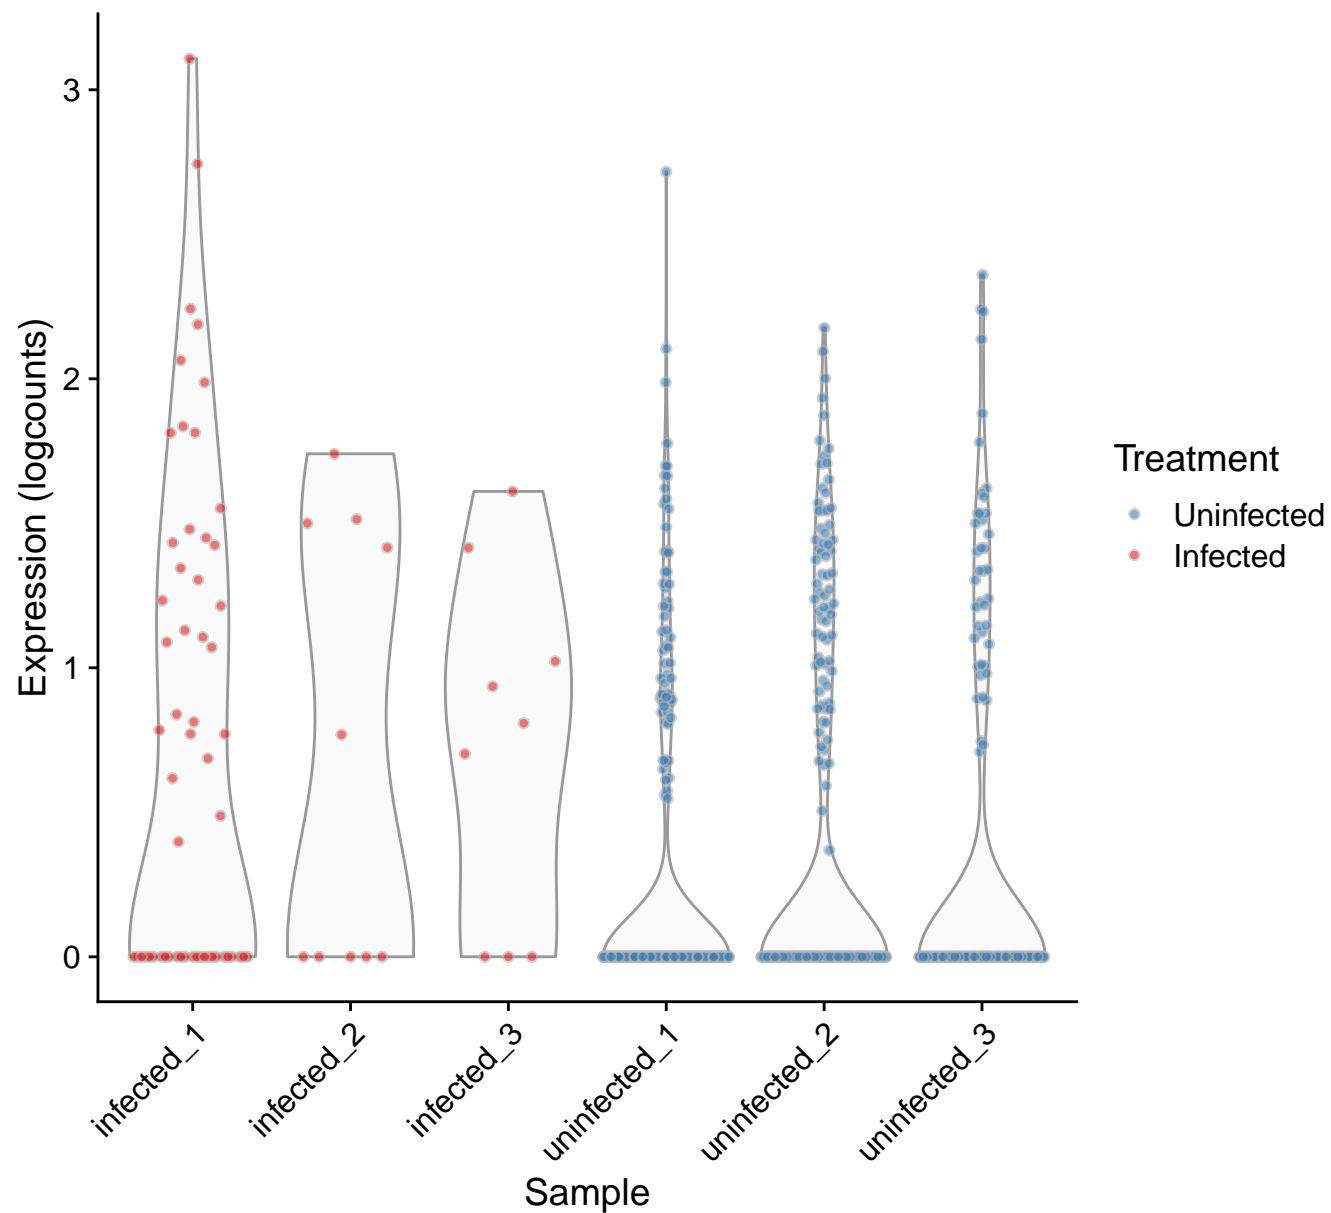 Expression (logcounts)
3
2
1
0
infected_1
infected_2
infected_3
uninfected_1
uninfected_2
uninfected_3
Sample
Treatment
Uninfected
Infected